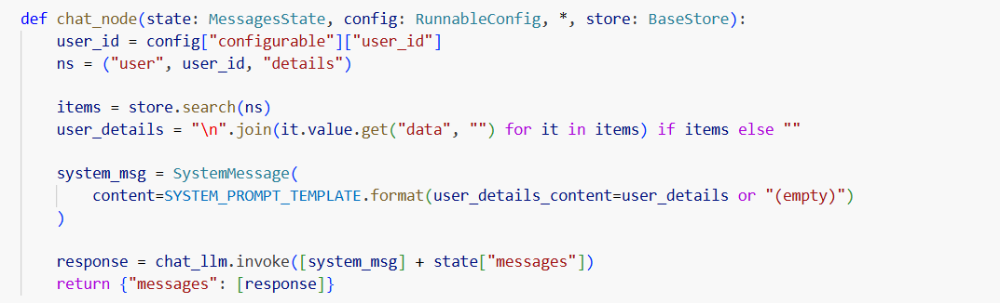 def chat_node(state: MessagesState, config: RunnableConfig, *, store: BaseStore):
    user_id = config["configurable"]["user_id"]
    ns = ("user", user_id, "details")

    items = store.search(ns)
    user_details = "\n".join(it.value.get("data", "") for it in items) if items else ""

    system_msg = SystemMessage(
        content=SYSTEM_PROMPT_TEMPLATE.format(user_details_content=user_details or "(empty)")
    )

    response = chat_llm.invoke([system_msg] + state["messages"])
    return {"messages": [response]}